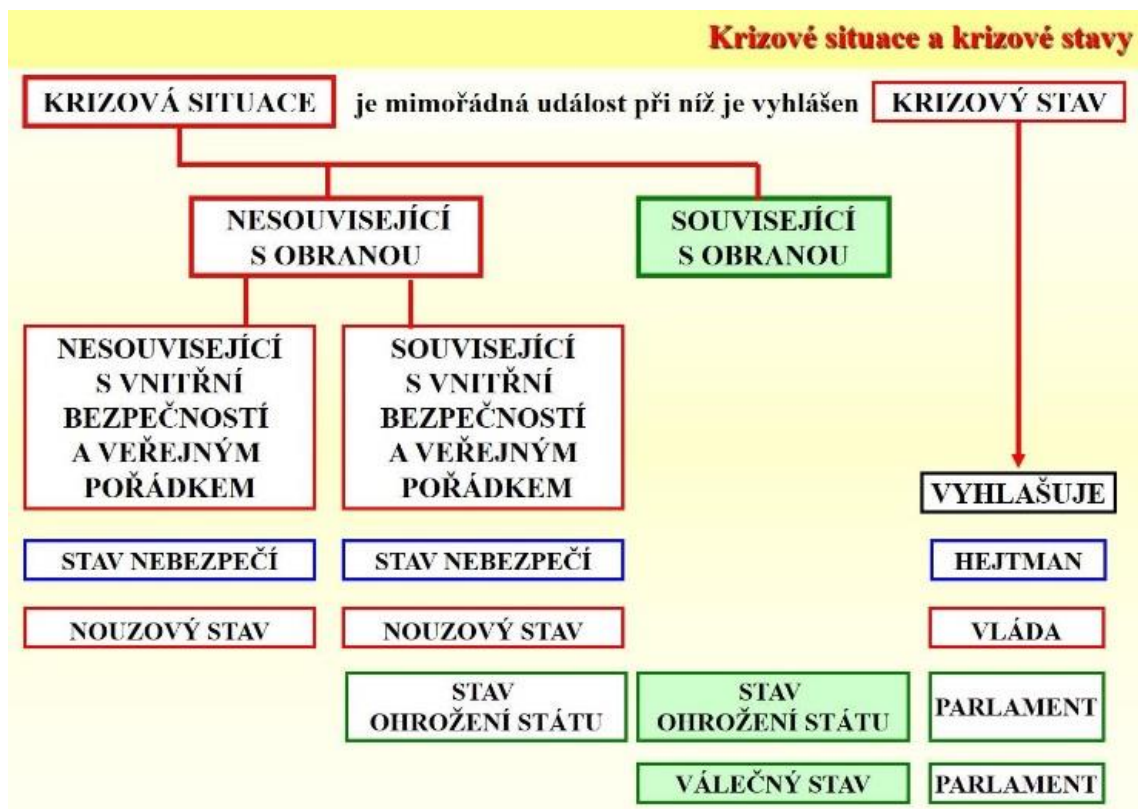 Krizové situace a krizové stavy
KRIZOVÁ SITUACE je mimořádná událost při níž je vyhlášen KRIZOVÝ STAV
NESOUVISEJÍCÍ
S OBRANOU
SOUVISEJÍCÍ
S OBRANOU
NESOUVISEJÍCÍ
S VNITŘNÍ
BEZPEČNOSTÍ
A VEŘEJNÝM
POŘÁDKEM
SOUVISEJÍCÍ
S VNITŘNÍ
BEZPEČNOSTÍ
A VEŘEJNÝM
POŘÁDKEM
VYHLAŠUJE
STAV NEBEZPEČÍ
STAV NEBEZPEČÍ
HEJTMAN
NOUZOVÝ STAV
NOUZOVÝ STAV
VLÁDA
STAV
OHROŽENÍ STÁTU
STAV
OHROŽENÍ STÁTU
PARLAMENT
VÁLEČNÝ STAV
PARLAMENT